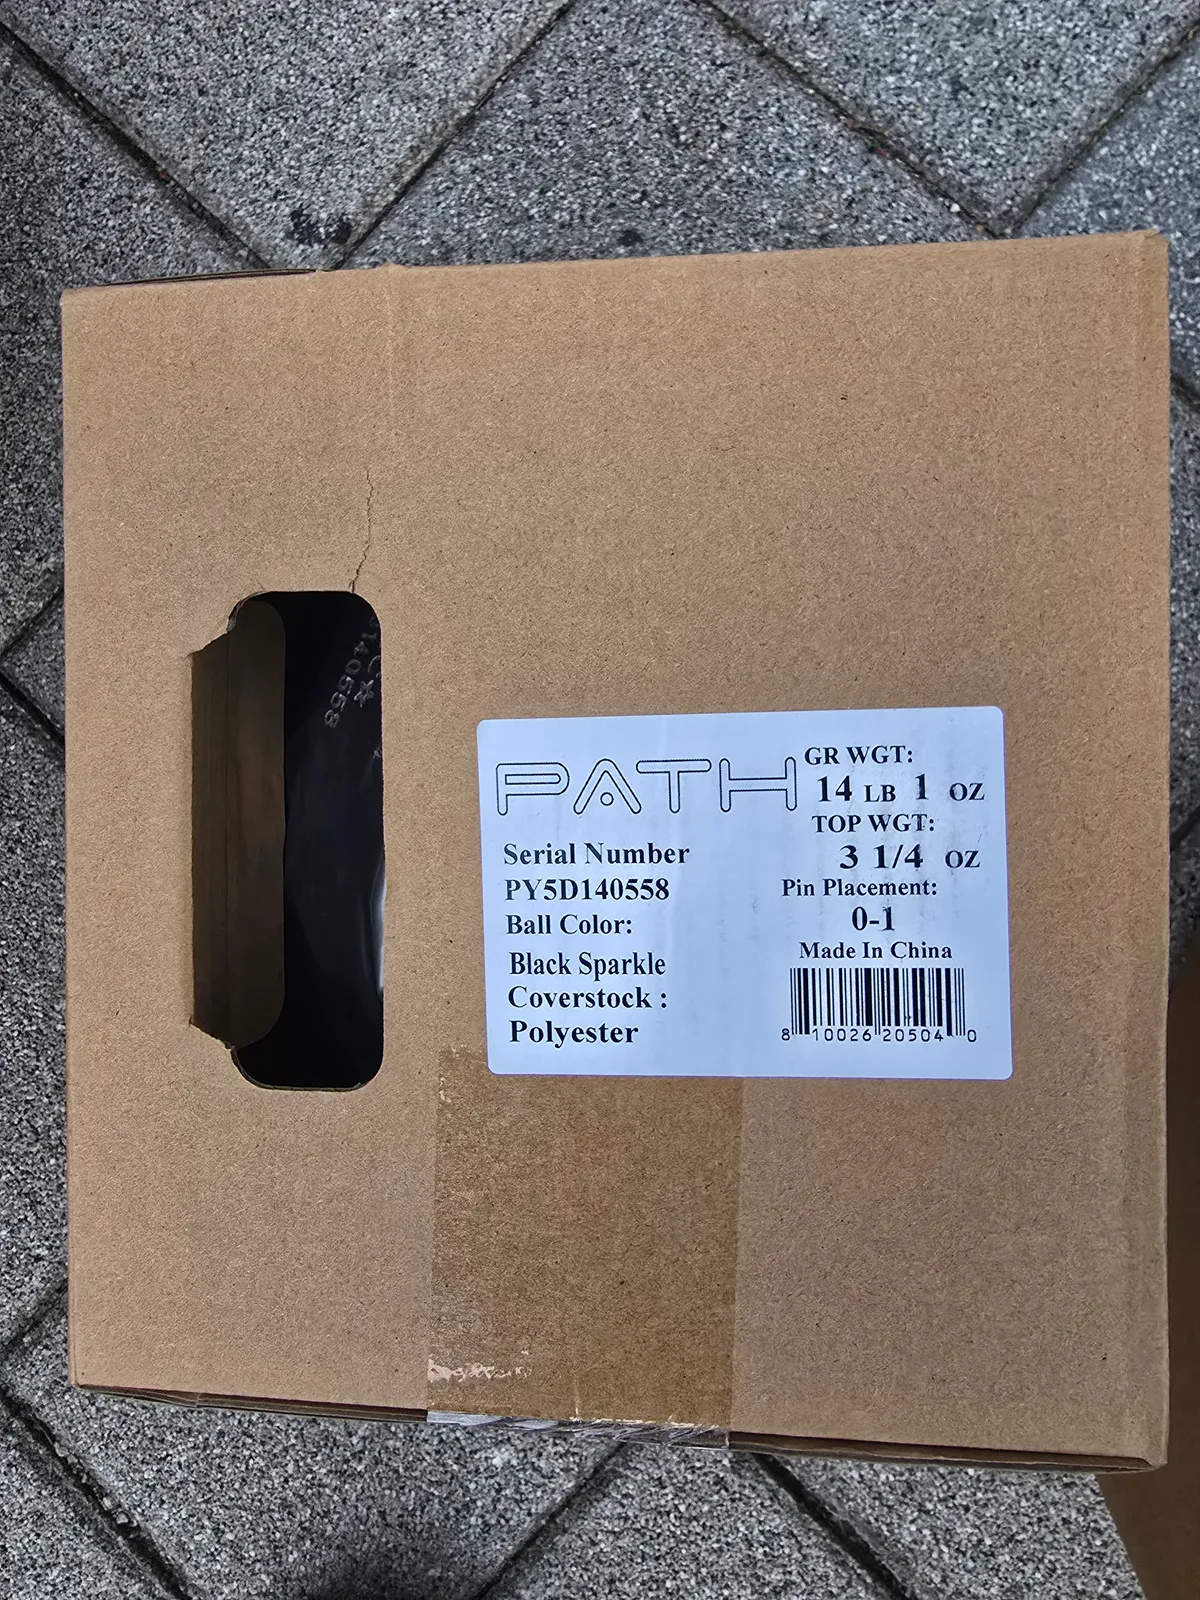 PATH
Serial Number
PY5D140558
Ball Color:
Black Sparkle
Coverstock :
Polyester
GR WGT:
14 LB 1 OZ
TOP WGT:
3 1/4 OZ
Pin Placement:
0-1
Made In China
8 10026 20504 0
140558